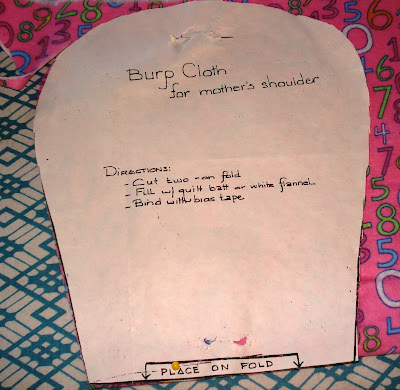 Burp Cloth
for mother's shoulder
DIRECTIONS:
- Cut two - on fold
- Fill w/ quilt batt or white flannel
- Bind with bias tape
PLACE ON FOLD